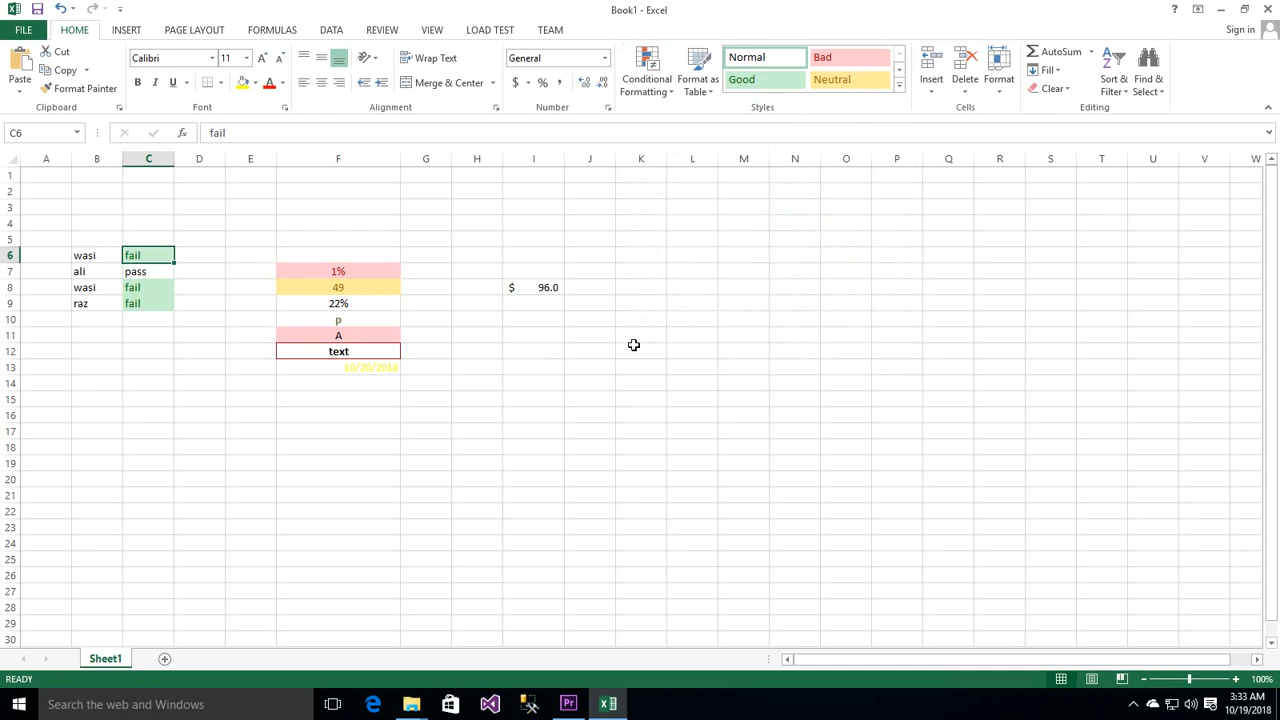 Book1 - Excel
FILE HOME INSERT PAGE LAYOUT FORMULAS DATA REVIEW VIEW LOAD TEST TEAM Sign in
Paste
Cut
Copy
Format Painter
Clipboard
Calibri 11
B I U
Font
Wrap Text
Merge & Center
Alignment
General
$ % ,
Number
Conditional Formatting
Format as Table
Normal Bad
Good Neutral
Styles
Insert Delete Format
Cells
AutoSum
Fill
Clear
Sort & Filter
Find & Select
Editing
C6 fx fail
A B C D E F G H I J K L M N O P Q R S T U V W
1
2
3
4
5
6 wasi fail
7 ali pass 1%
8 wasi fail 49 $ 96.0
9 raz fail 22%
10 p
11 A
12 text
13 10/20/2018
14
15
16
17
18
19
20
21
22
23
24
25
26
27
28
29
30
Sheet1
READY 100%
Search the web and Windows
Pr
3:33 AM
10/19/2018